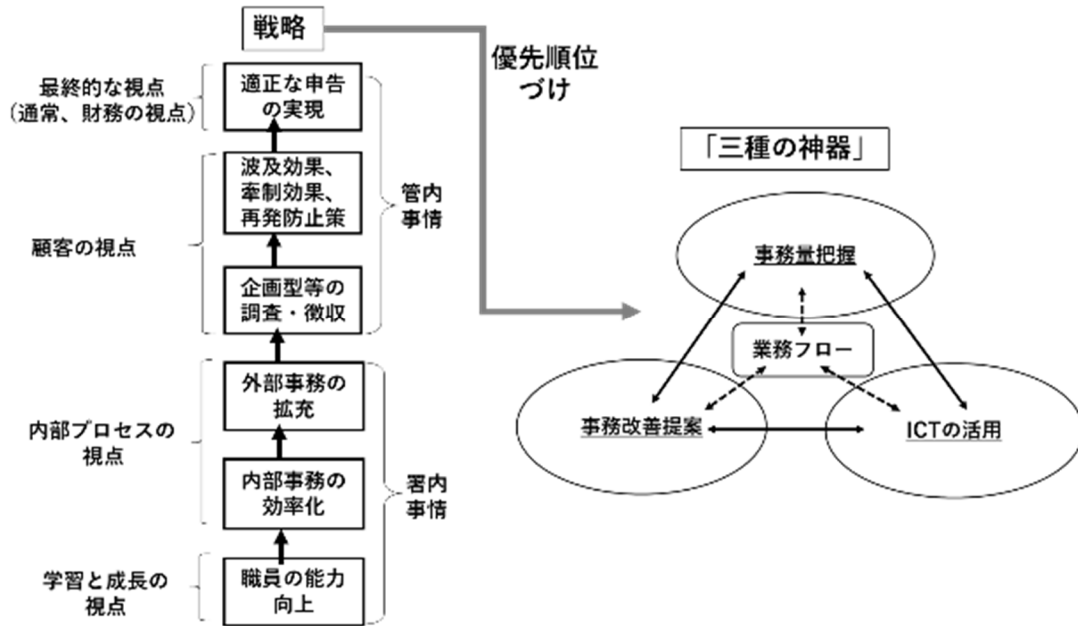 戦略
優先順位
づけ
最終的な視点
(通常、財務の視点)
適正な申告
の実現
波及効果、
牽制効果、
再発防止策
管内
事情
顧客の視点
企画型等の
調査・徴収
外部事務の
拡充
内部プロセスの
視点
内部事務の
効率化
署内
事情
学習と成長の
視点
職員の能力
向上
「三種の神器」
事務量把握
業務フロー
事務改善提案
ICTの活用